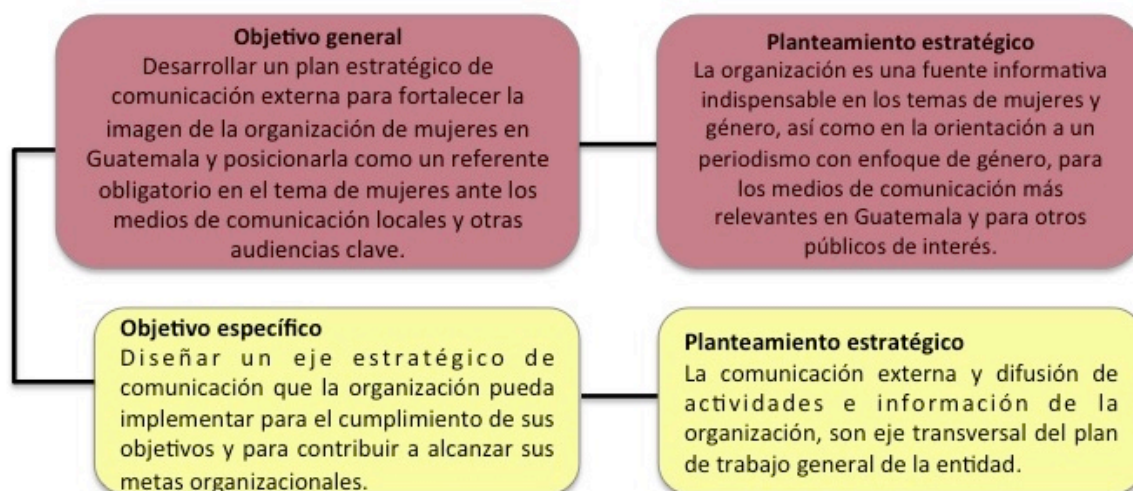 Objetivo general
Desarrollar un plan estratégico de
comunicación externa para fortalecer la
imagen de la organización de mujeres en
Guatemala y posicionarla como un referente
obligatorio en el tema de mujeres ante los
medios de comunicación locales y otras
audiencias clave.
Planteamiento estratégico
La organización es una fuente informativa
indispensable en los temas de mujeres y
género, así como en la orientación a un
periodismo con enfoque de género, para
los medios de comunicación más
relevantes en Guatemala y para otros
públicos de interés.
Objetivo específico
Diseñar un eje estratégico de
comunicación que la organización pueda
implementar para el cumplimiento de sus
objetivos y para contribuir a alcanzar sus
metas organizacionales.
Planteamiento estratégico
La comunicación externa y difusión de
actividades e información de la
organización, son eje transversal del plan
de trabajo general de la entidad.